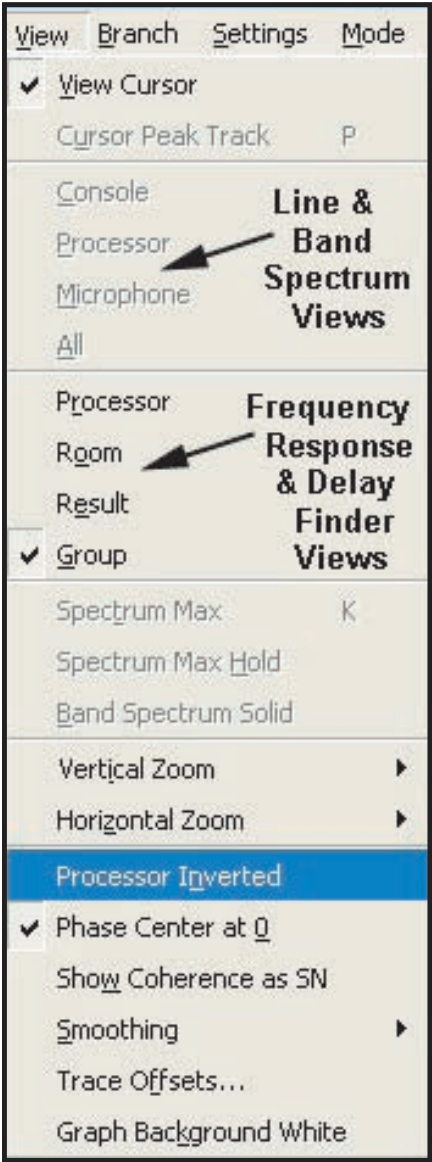 View Branch Settings Mode
View Cursor
Cursor Peak Track P
Console
Processor
Microphone
All
Line &
Band
Spectrum
Views
Processor
Room
Result
Group
Frequency
Response
& Delay
Finder
Views
Spectrum Max K
Spectrum Max Hold
Band Spectrum Solid
Vertical Zoom
Horizontal Zoom
Processor Inverted
Phase Center at 0
Show Coherence as SN
Smoothing
Trace Offsets...
Graph Background White